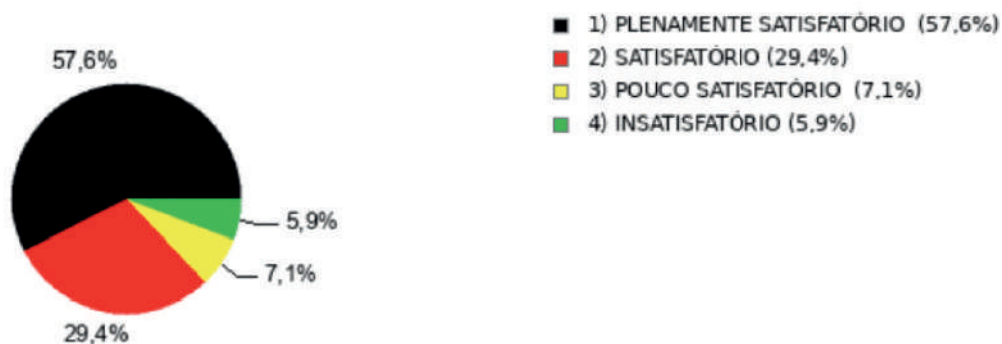 57,6%
5,9%
7,1%
29,4%
1) PLENAMENTE SATISFATÓRIO (57,6%)
2) SATISFATÓRIO (29,4%)
3) POUCO SATISFATÓRIO (7,1%)
4) INSATISFATÓRIO (5,9%)